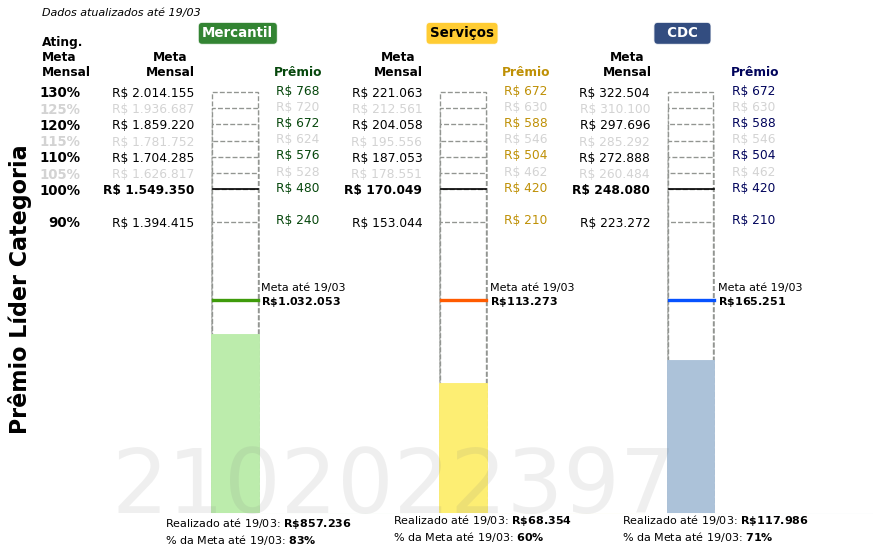 Dados atualizados até 19/03
Mercantil Serviços CDC
Ating. Meta Mensal Meta Mensal Prêmio Meta Mensal Prêmio Meta Mensal Prêmio
130% R$ 2.014.155 R$ 768 R$ 221.063 R$ 672 R$ 322.504 R$ 672
125% R$ 1.936.687 R$ 720 R$ 212.561 R$ 630 R$ 310.100 R$ 630
120% R$ 1.859.220 R$ 672 R$ 204.058 R$ 588 R$ 297.696 R$ 588
115% R$ 1.781.752 R$ 624 R$ 195.556 R$ 546 R$ 285.292 R$ 546
110% R$ 1.704.285 R$ 576 R$ 187.053 R$ 504 R$ 272.888 R$ 504
105% R$ 1.626.817 R$ 528 R$ 178.551 R$ 462 R$ 260.484 R$ 462
100% R$ 1.549.350 R$ 480 R$ 170.049 R$ 420 R$ 248.080 R$ 420
90% R$ 1.394.415 R$ 240 R$ 153.044 R$ 210 R$ 223.272 R$ 210
Prêmio Líder Categoria
Meta até 19/03 Meta até 19/03 Meta até 19/03
R$1.032.053 R$113.273 R$165.251
2102022397
Realizado até 19/03: R$857.236 Realizado até 19/03: R$68.354 Realizado até 19/03: R$117.986
% da Meta até 19/03: 83% % da Meta até 19/03: 60% % da Meta até 19/03: 71%